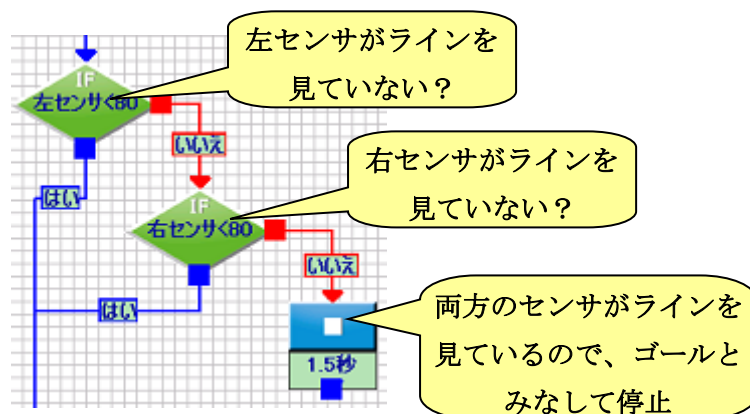 左センサがラインを
見ていない？
IF
左センサ<80
いいえ
右センサがラインを
見ていない？
はい
IF
右センサ<80
いいえ
はい
両方のセンサがラインを
見ているので、ゴールと
みなして停止
1.5秒